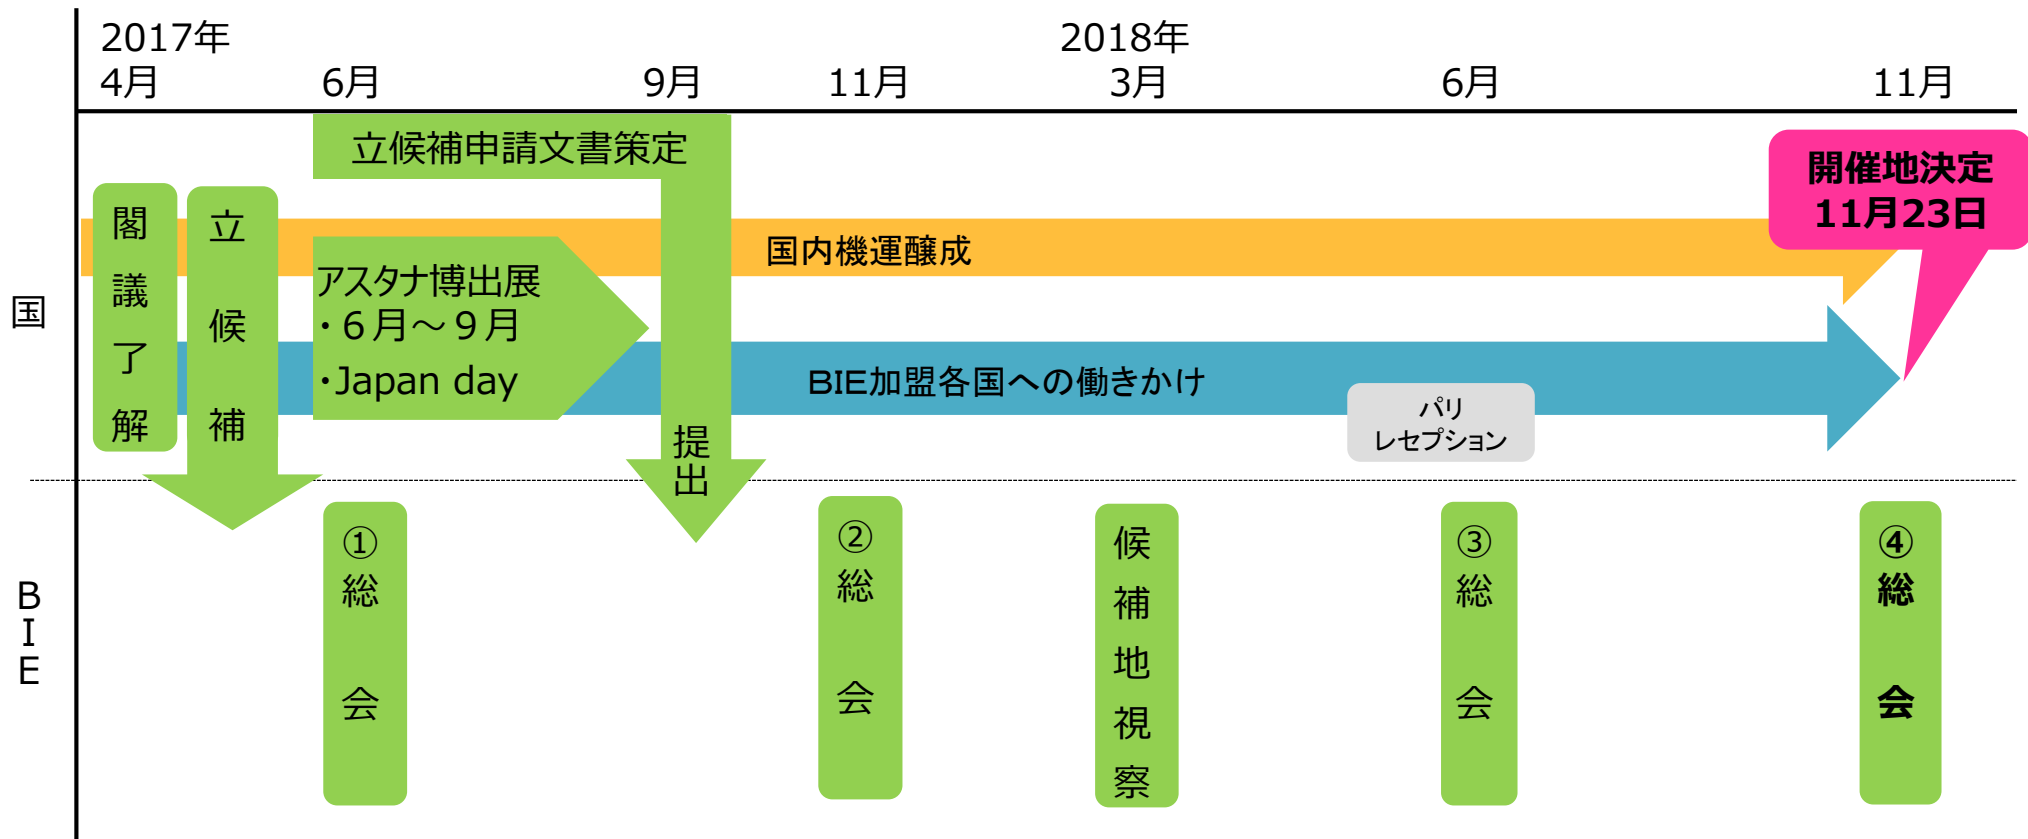 2017年
2018年
4月
6月
9月
11月
3月
6月
11月
立候補申請文書策定
開催地決定
11月23日
国
閣議了解
立候補
国内機運醸成
アスタナ博出展
・６月～９月
・Japan day
BIE加盟各国への働きかけ
パリ
レセプション
提出
BIE
①総会
②総会
候補地視察
③総会
④総会